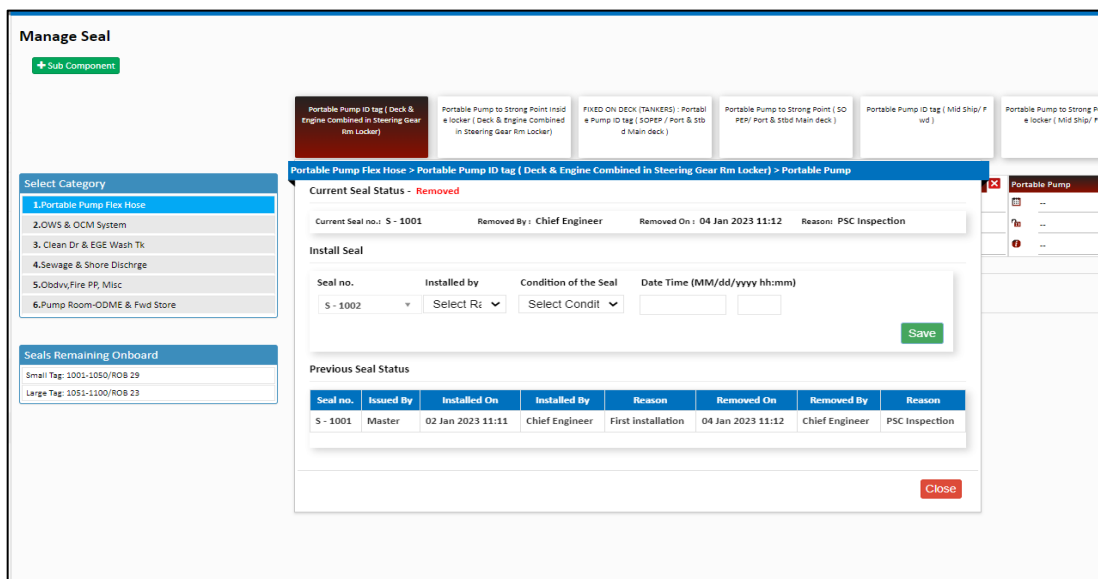 Manage Seal
+ Sub Component
Portable Pump ID tag ( Deck &
Engine Combined in Steering Gear
Rm Locker)
Portable Pump to Strong Point Insid
e locker ( Deck & Engine Combined
in Steering Gear Rm Locker)
FIXED ON DECK (TANKERS) : Portabl
e Pump ID tag ( SOPEP / Port & Stb
d Main deck )
Portable Pump to Strong Point ( SO
PEP/ Port & Stbd Main deck )
Portable Pump ID tag ( Mid Ship/ F
wd )
Portable Pump to Strong P
e locker ( Mid Ship/ F
Portable Pump Flex Hose > Portable Pump ID tag ( Deck & Engine Combined in Steering Gear Rm Locker) > Portable Pump
Select Category
1.Portable Pump Flex Hose
2.OWS & OCM System
3. Clean Dr & EGE Wash Tk
4.Sewage & Shore Dischrge
5.Obdvv,Fire PP, Misc
6.Pump Room-ODME & Fwd Store
Seals Remaining Onboard
Small Tag: 1001-1050/ROB 29
Large Tag: 1051-1100/ROB 23
Current Seal Status - Removed
Current Seal no.: S - 1001 Removed By : Chief Engineer Removed On : 04 Jan 2023 11:12 Reason: PSC Inspection
Install Seal
Seal no. Installed by Condition of the Seal Date Time (MM/dd/yyyy hh:mm)
S - 1002 Select Ra Select Condit
Save
Previous Seal Status
Seal no. Issued By Installed On Installed By Reason Removed On Removed By Reason
S - 1001 Master 02 Jan 2023 11:11 Chief Engineer First installation 04 Jan 2023 11:12 Chief Engineer PSC Inspection
Close
Portable Pump
--
--
--